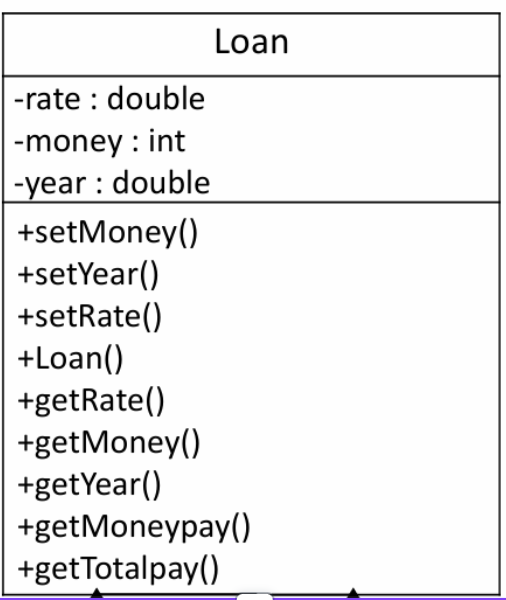 Loan
-rate : double
-money : int
-year : double
+setMoney()
+setYear()
+setRate()
+Loan()
+getRate()
+getMoney()
+getYear()
+getMoneypay()
+getTotalpay()